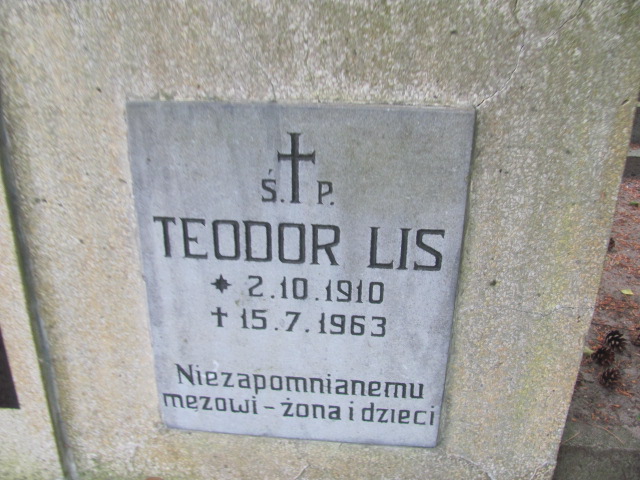 Ś. P.
TEODOR LIS
* 2.10.1910
✝ 15.7.1963
Niezapomnianemu
mężowi - żona i dzieci